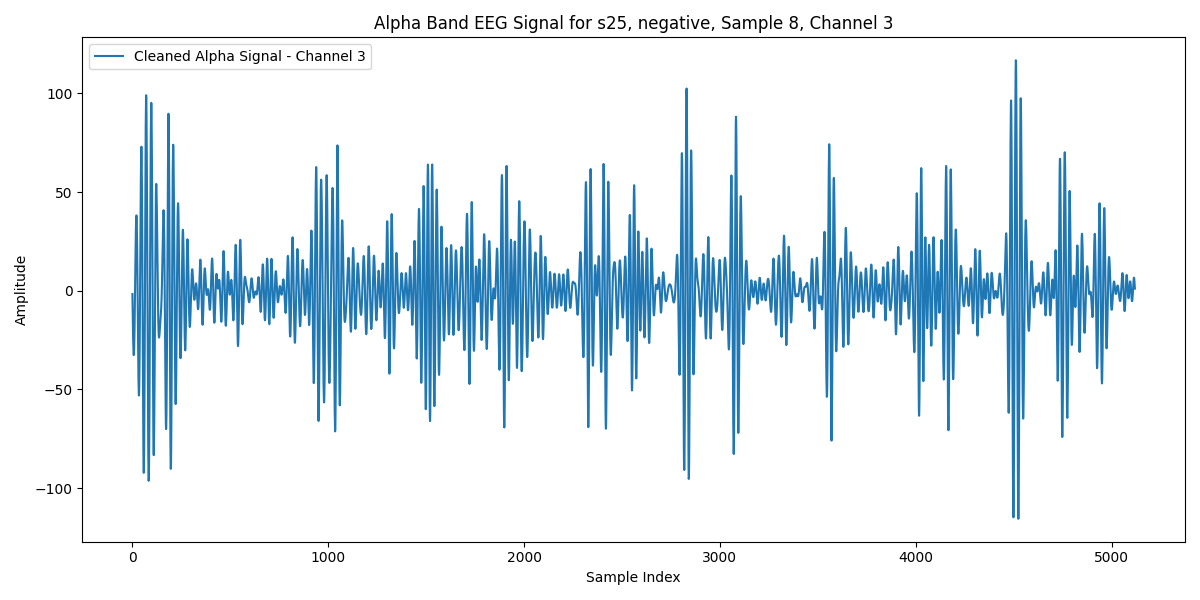 Alpha Band EEG Signal for s25, negative, Sample 8, Channel 3
Cleaned Alpha Signal - Channel 3
100
50
0
−50
−100
Amplitude
0 1000 2000 3000 4000 5000
Sample Index